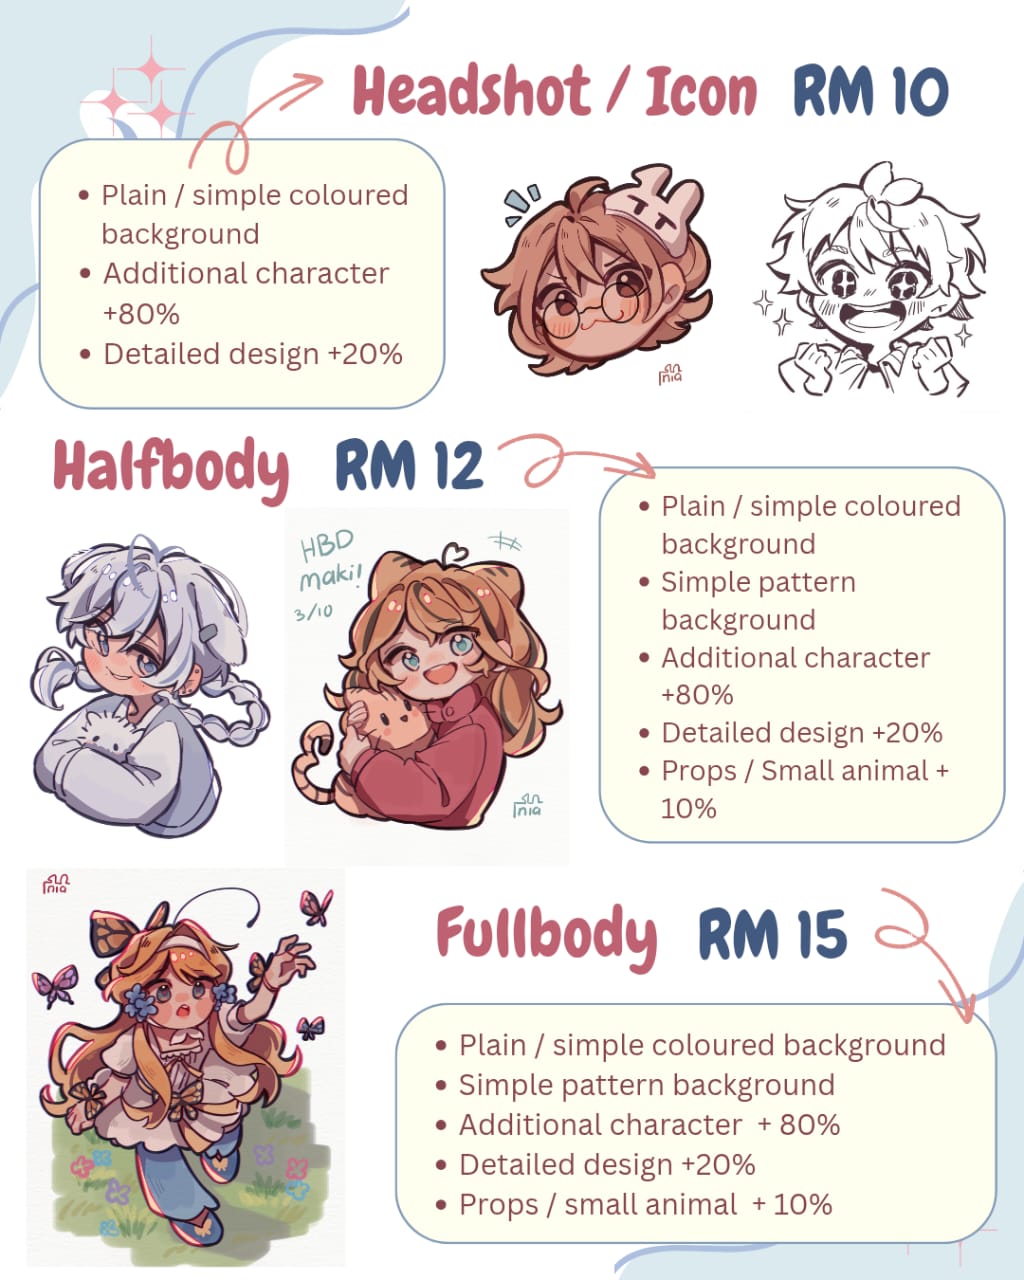 Headshot / Icon RM 10
• Plain / simple coloured
background
• Additional character
+80%
• Detailed design +20%
nia
Halfbody RM 12
• Plain / simple coloured
background
• Simple pattern
background
• Additional character
+80%
• Detailed design +20%
• Props / Small animal +
10%
HBD
maki!
3/10
nia
nia
Fullbody RM 15
• Plain / simple coloured background
• Simple pattern background
• Additional character + 80%
• Detailed design +20%
• Props / small animal + 10%